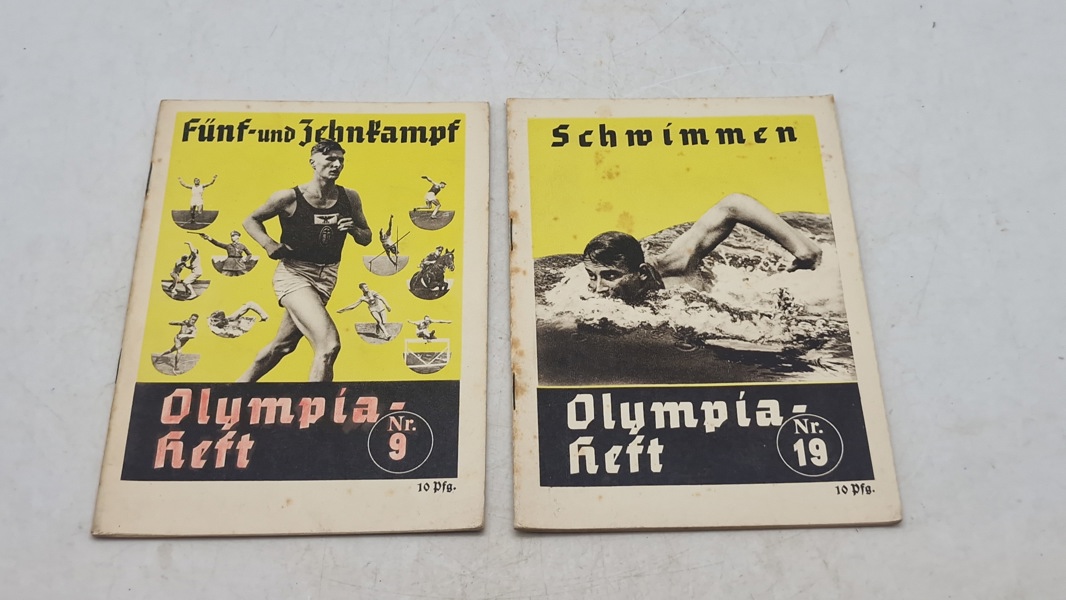 Fünf- und Zehnkampf
Olympia-
Heft
Nr.
9
10 Pfg.
Schwimmen
Olympia-
Heft
Nr.
19
10 Pfg.